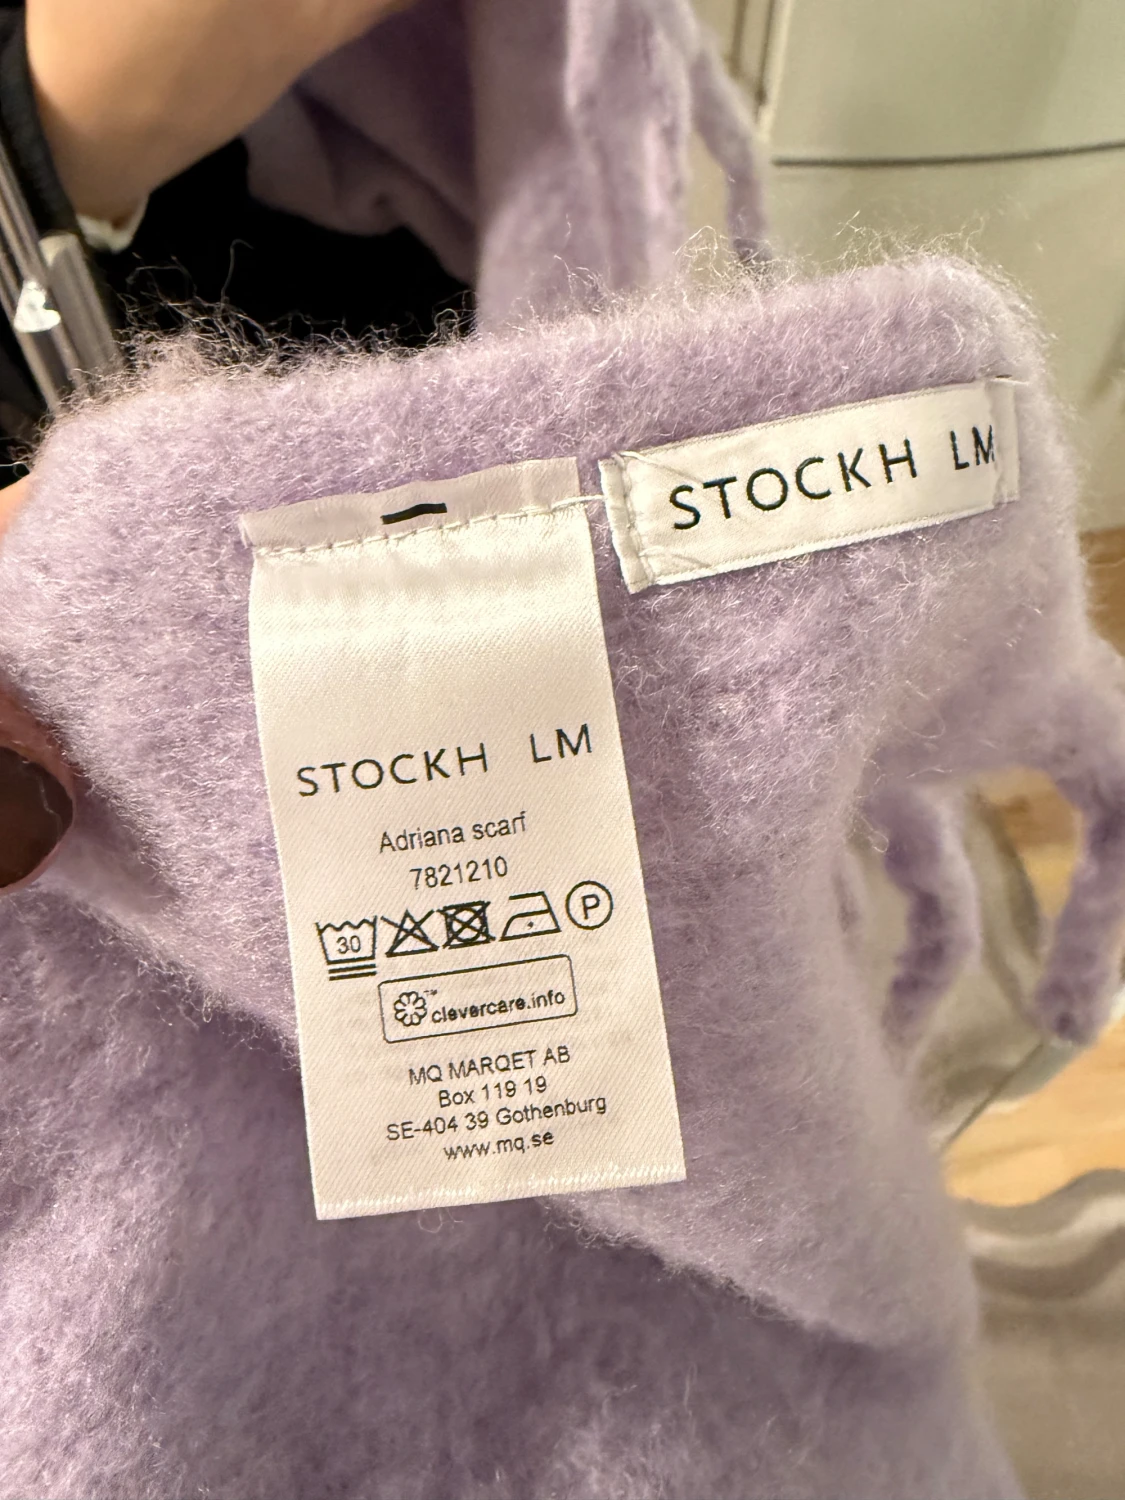 STOCKH LM
STOCKH LM
Adriana scarf
7821210
30
P
clevercare.info
MQ MARQET AB
Box 119 19
SE-404 39 Gothenburg
www.mq.se